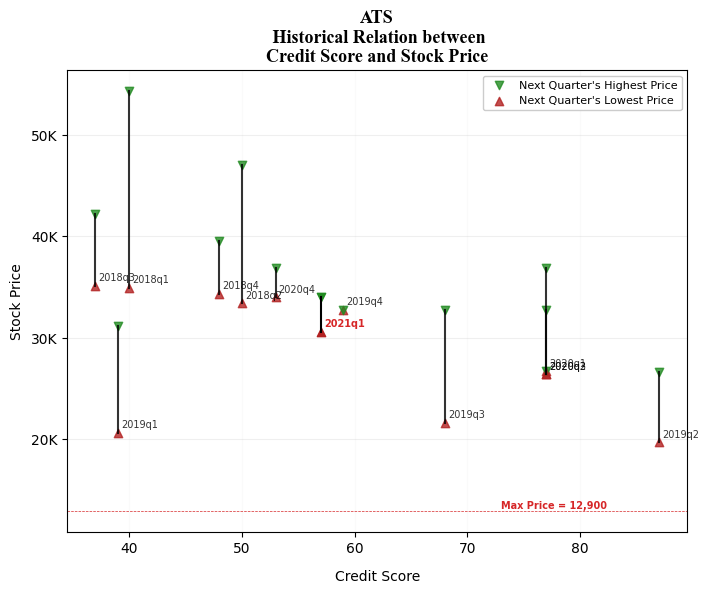 ATS
Historical Relation between
Credit Score and Stock Price
Next Quarter's Highest Price
Next Quarter's Lowest Price
50K
40K
30K
20K
Stock Price
2018q3
2018q1
2018q4
2018q2
2020q4
2019q4
2021q1
2020q1
2019q1
2019q3
2019q2
Max Price = 12,900
40
50
60
70
80
Credit Score